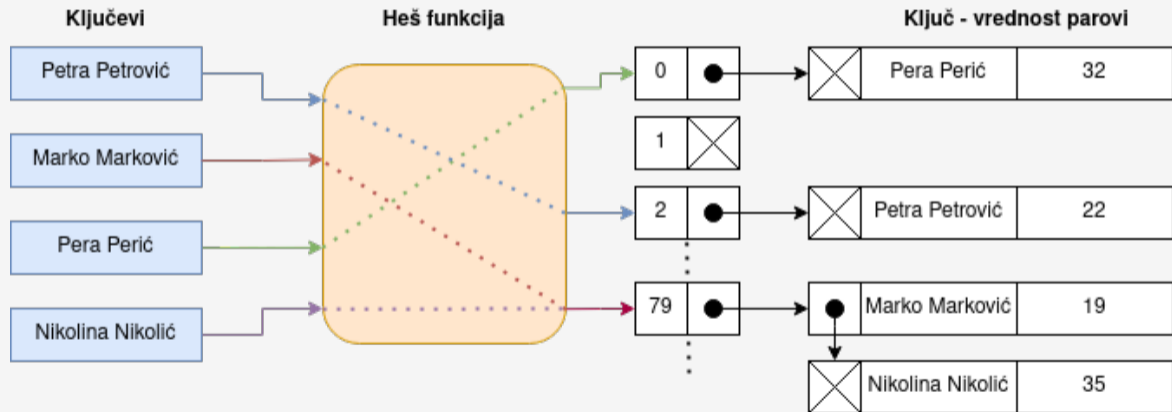 Ključevi
Heš funkcija
Ključ - vrednost parovi
Petra Petrović
0
Pera Perić
32
Marko Marković
1
Pera Perić
2
Petra Petrović
22
Nikolina Nikolić
79
Marko Marković
19
Nikolina Nikolić
35